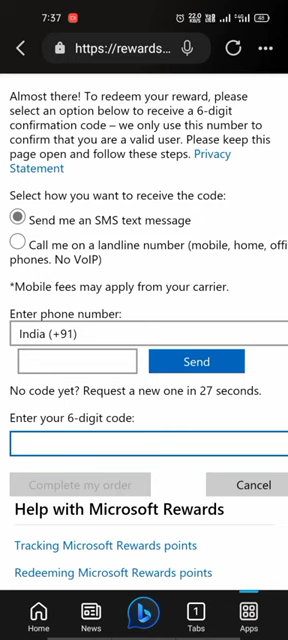 7:37
22.0
KB/S
48
https://rewards...
Almost there! To redeem your reward, please
select an option below to receive a 6-digit
confirmation code – we only use this number to
confirm that you are a valid user. Please keep this
page open and follow these steps. Privacy
Statement
Select how you want to receive the code:
Send me an SMS text message
Call me on a landline number (mobile, home, offi
phones. No VoIP)
*Mobile fees may apply from your carrier.
Enter phone number:
India (+91)
Send
No code yet? Request a new one in 27 seconds.
Enter your 6-digit code:
Complete my order
Cancel
Help with Microsoft Rewards
Tracking Microsoft Rewards points
Redeeming Microsoft Rewards points
1
Home
News
Tabs
Apps